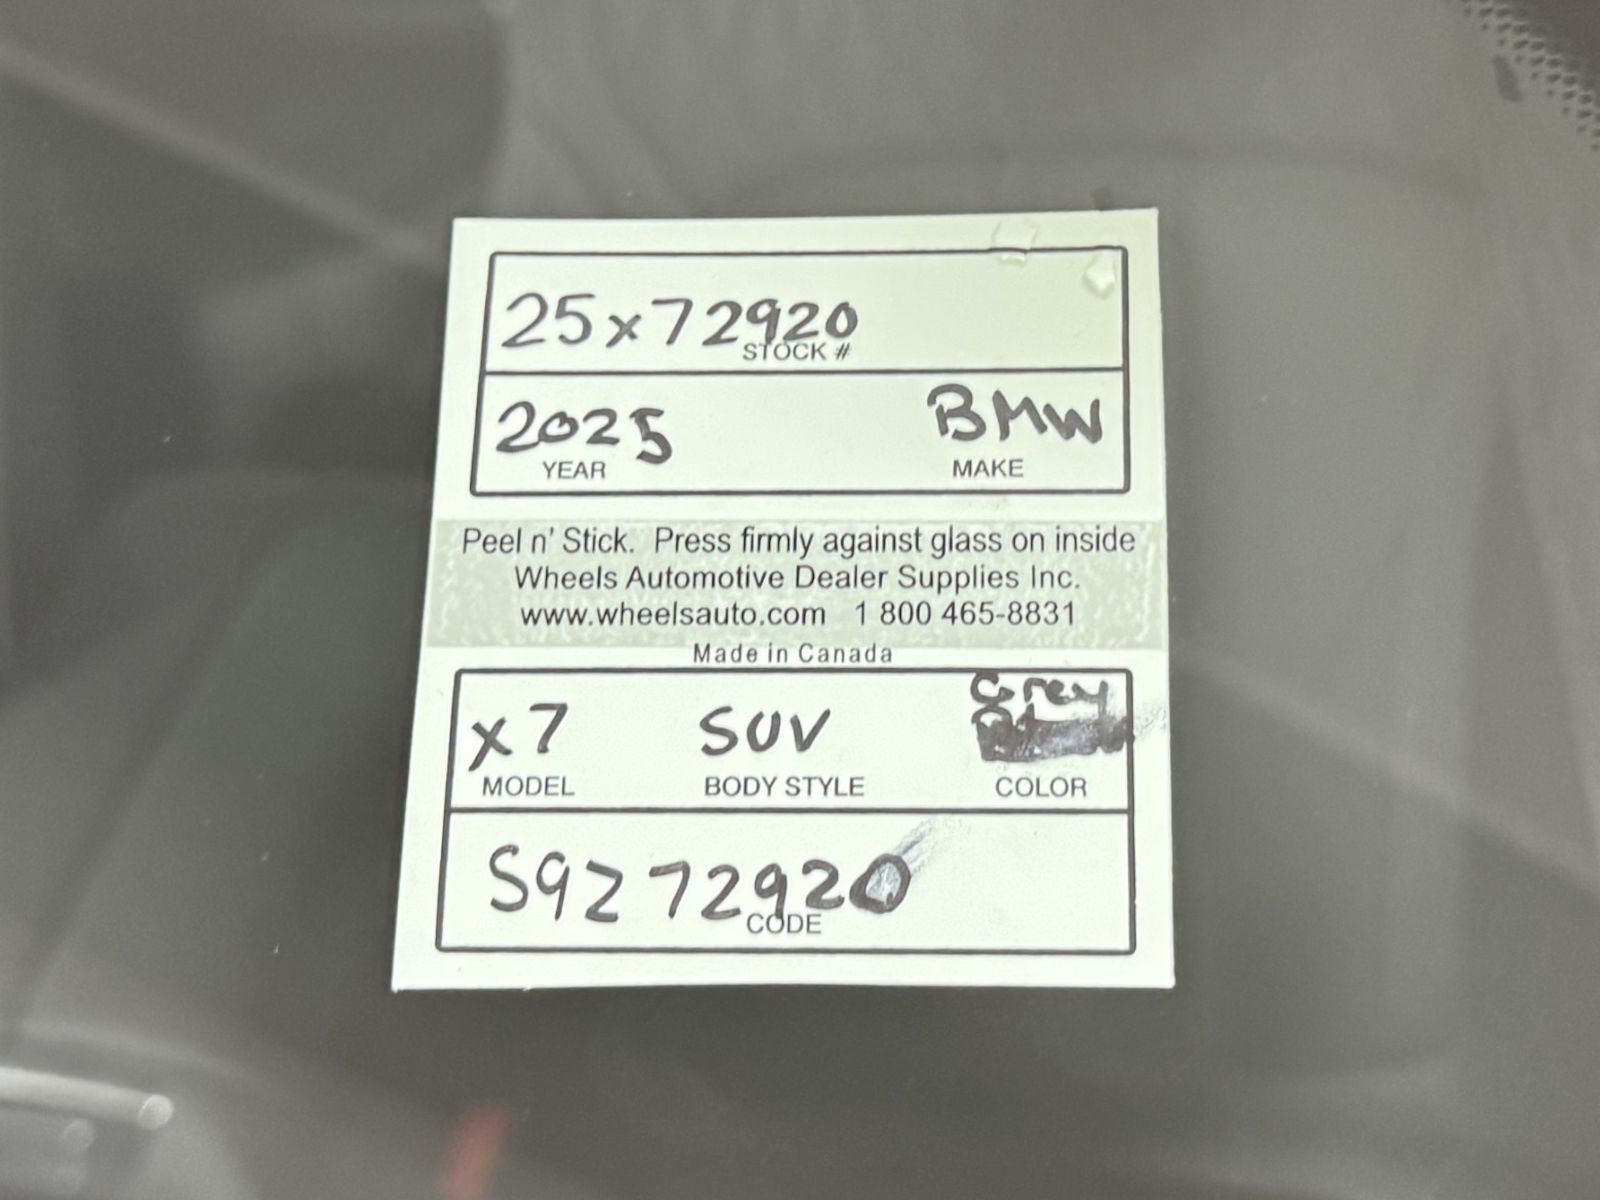 25x72920
STOCK #
2025 BMW
YEAR MAKE
Peel n' Stick. Press firmly against glass on inside
Wheels Automotive Dealer Supplies Inc.
www.wheelsauto.com 1 800 465-8831
Made in Canada
Grey
x7 SUV
MODEL BODY STYLE COLOR
S9Z72920
CODE